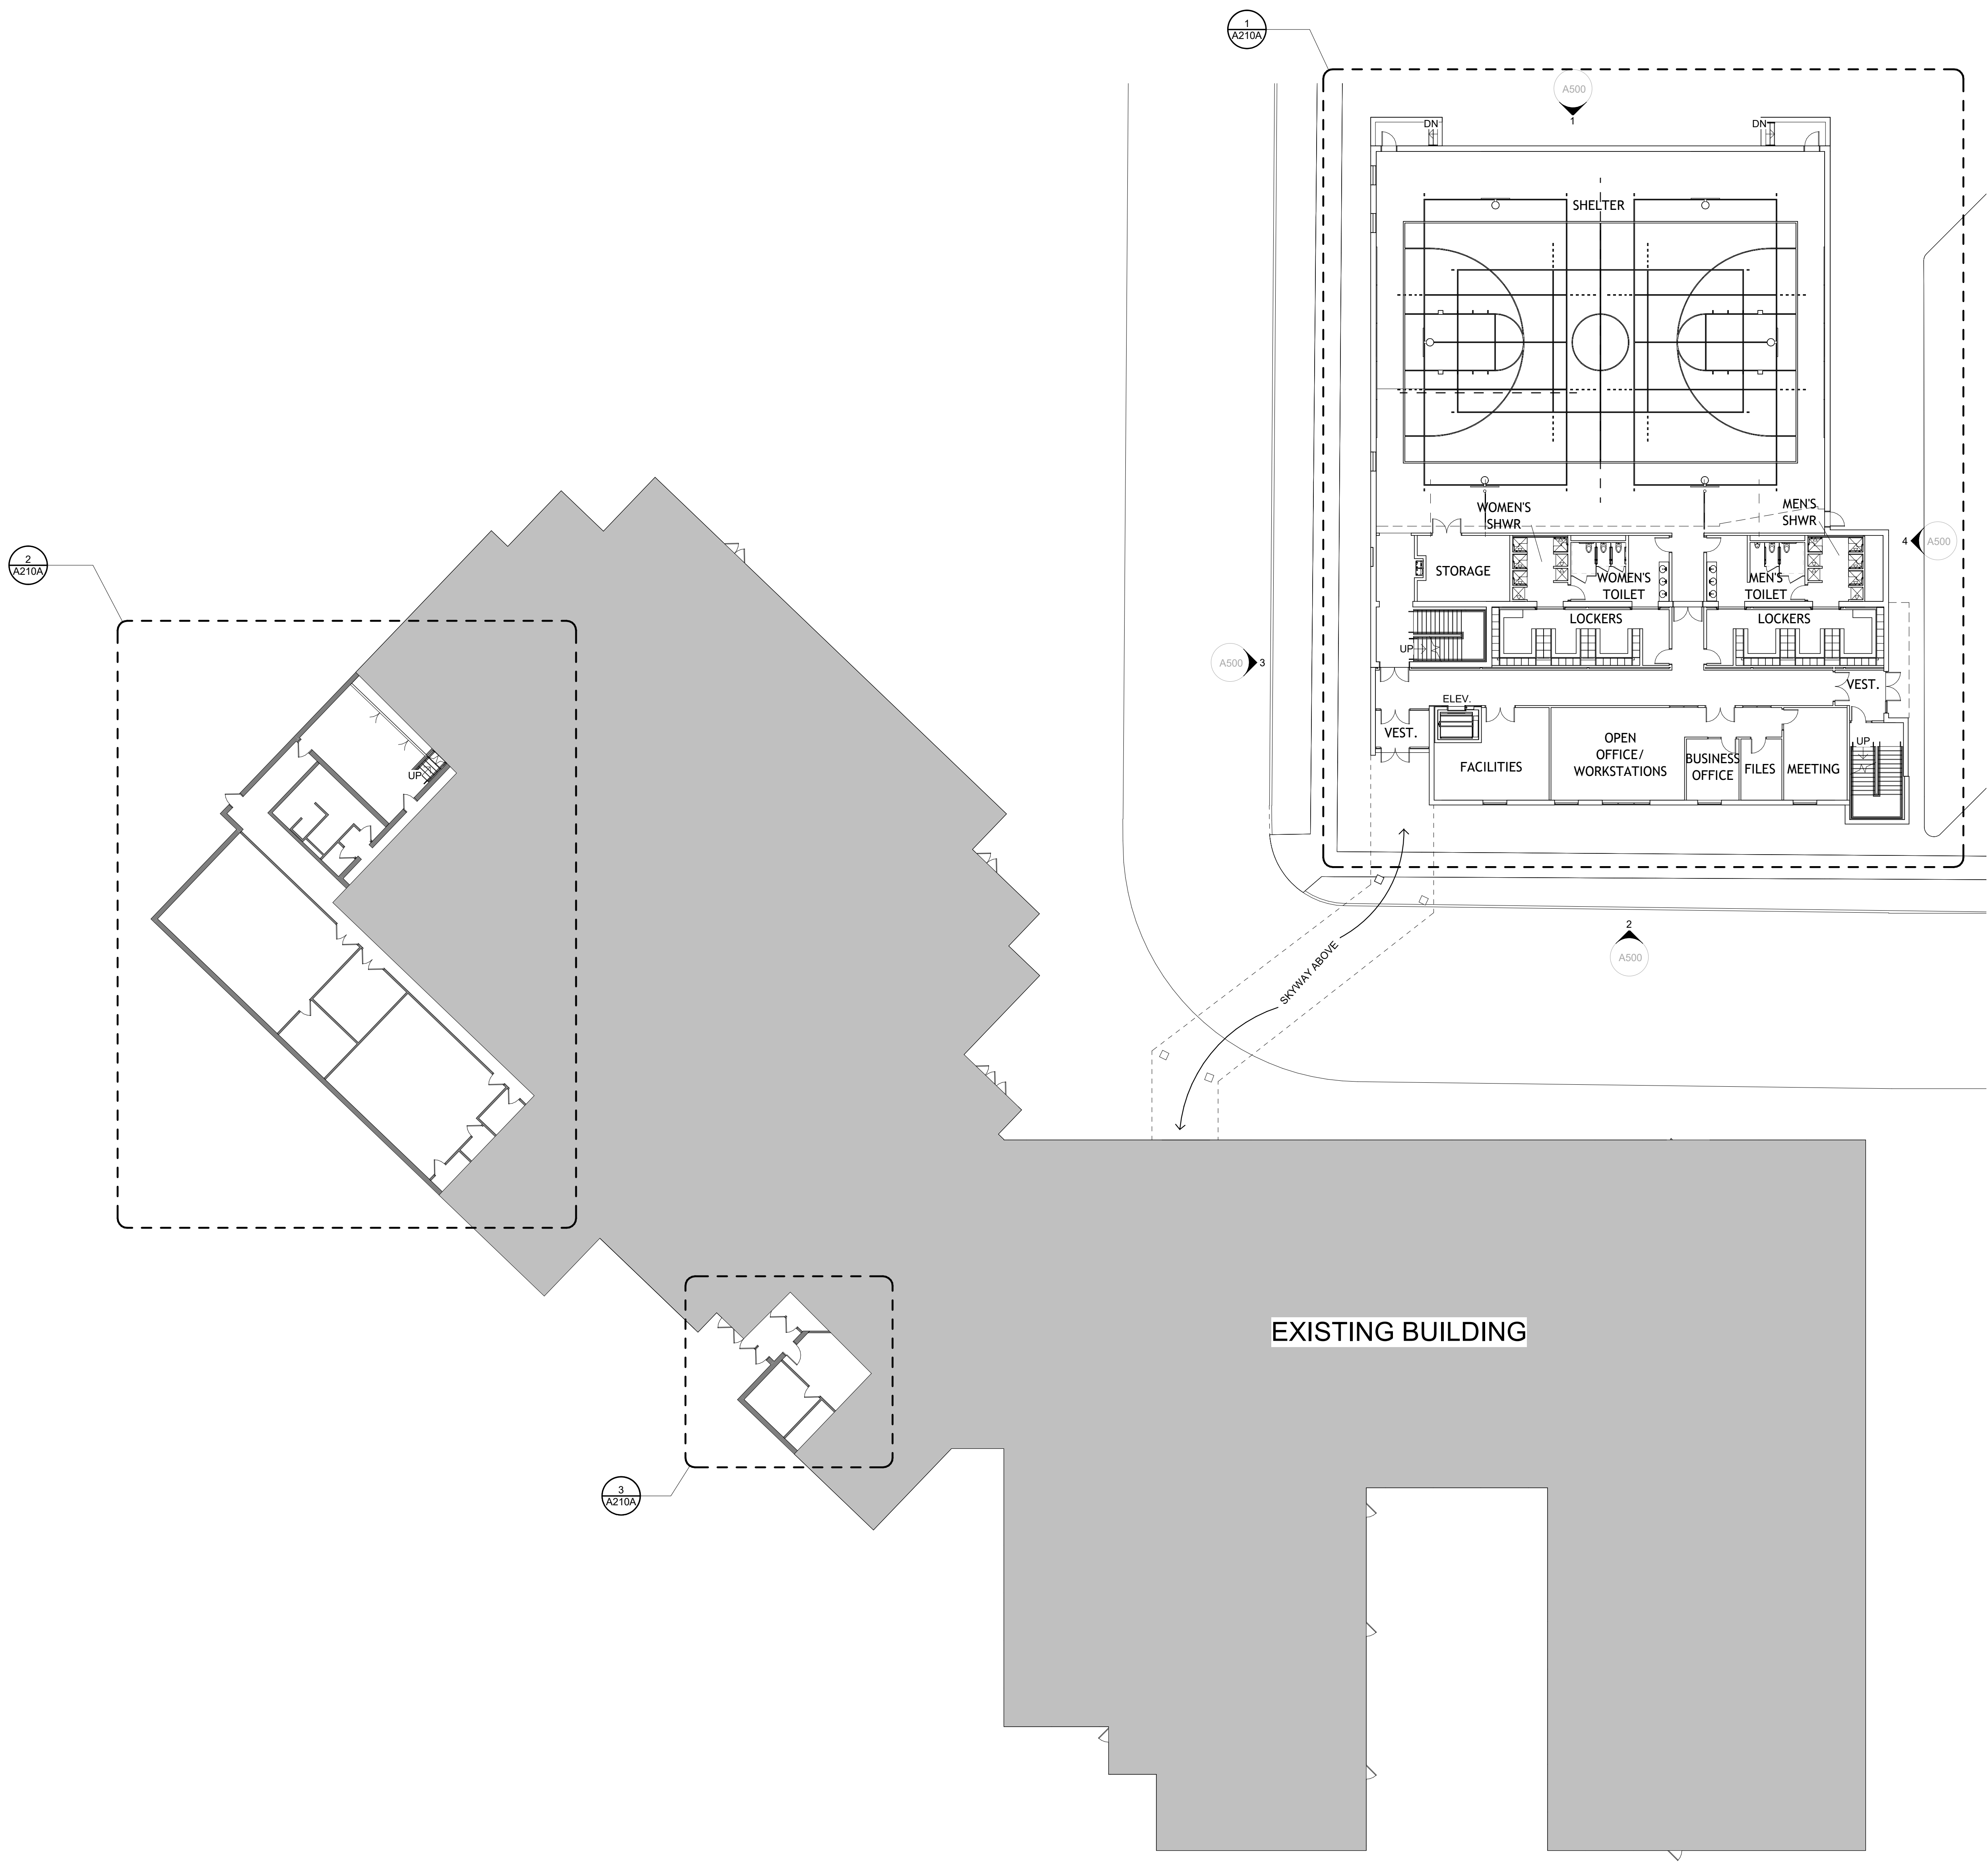 1
A210A
A500
1
DN
DN
SHELTER
WOMEN'S
SHWR
MEN'S
SHWR
2
A210A
4
A500
STORAGE
WOMEN'S
TOILET
MEN'S
TOILET
LOCKERS
LOCKERS
UP
A500
3
VEST.
ELEV.
VEST.
OPEN
OFFICE/
WORKSTATIONS
FACILITIES
BUSINESS
OFFICE
FILES
MEETING
UP
UP
SKYWAY ABOVE
2
A500
EXISTING BUILDING
3
A210A